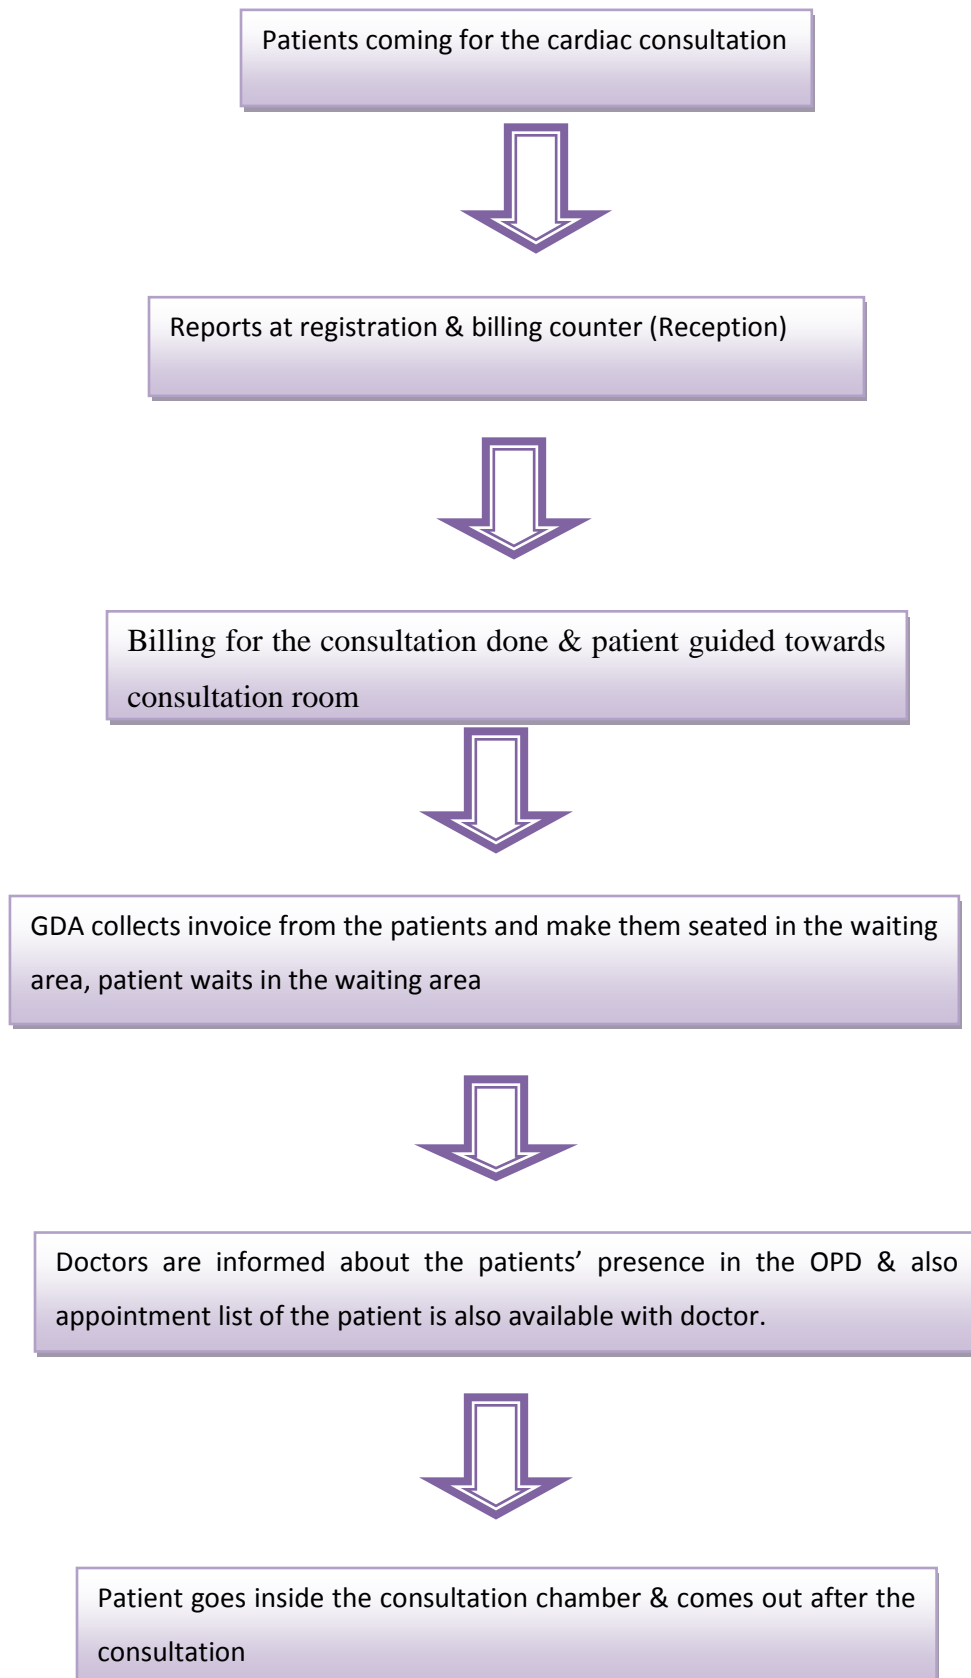 Patients coming for the cardiac consultation
Reports at registration & billing counter (Reception)
Billing for the consultation done & patient guided towards
consultation room
GDA collects invoice from the patients and make them seated in the waiting
area, patient waits in the waiting area
Doctors are informed about the patients’ presence in the OPD & also
appointment list of the patient is also available with doctor.
Patient goes inside the consultation chamber & comes out after the
consultation